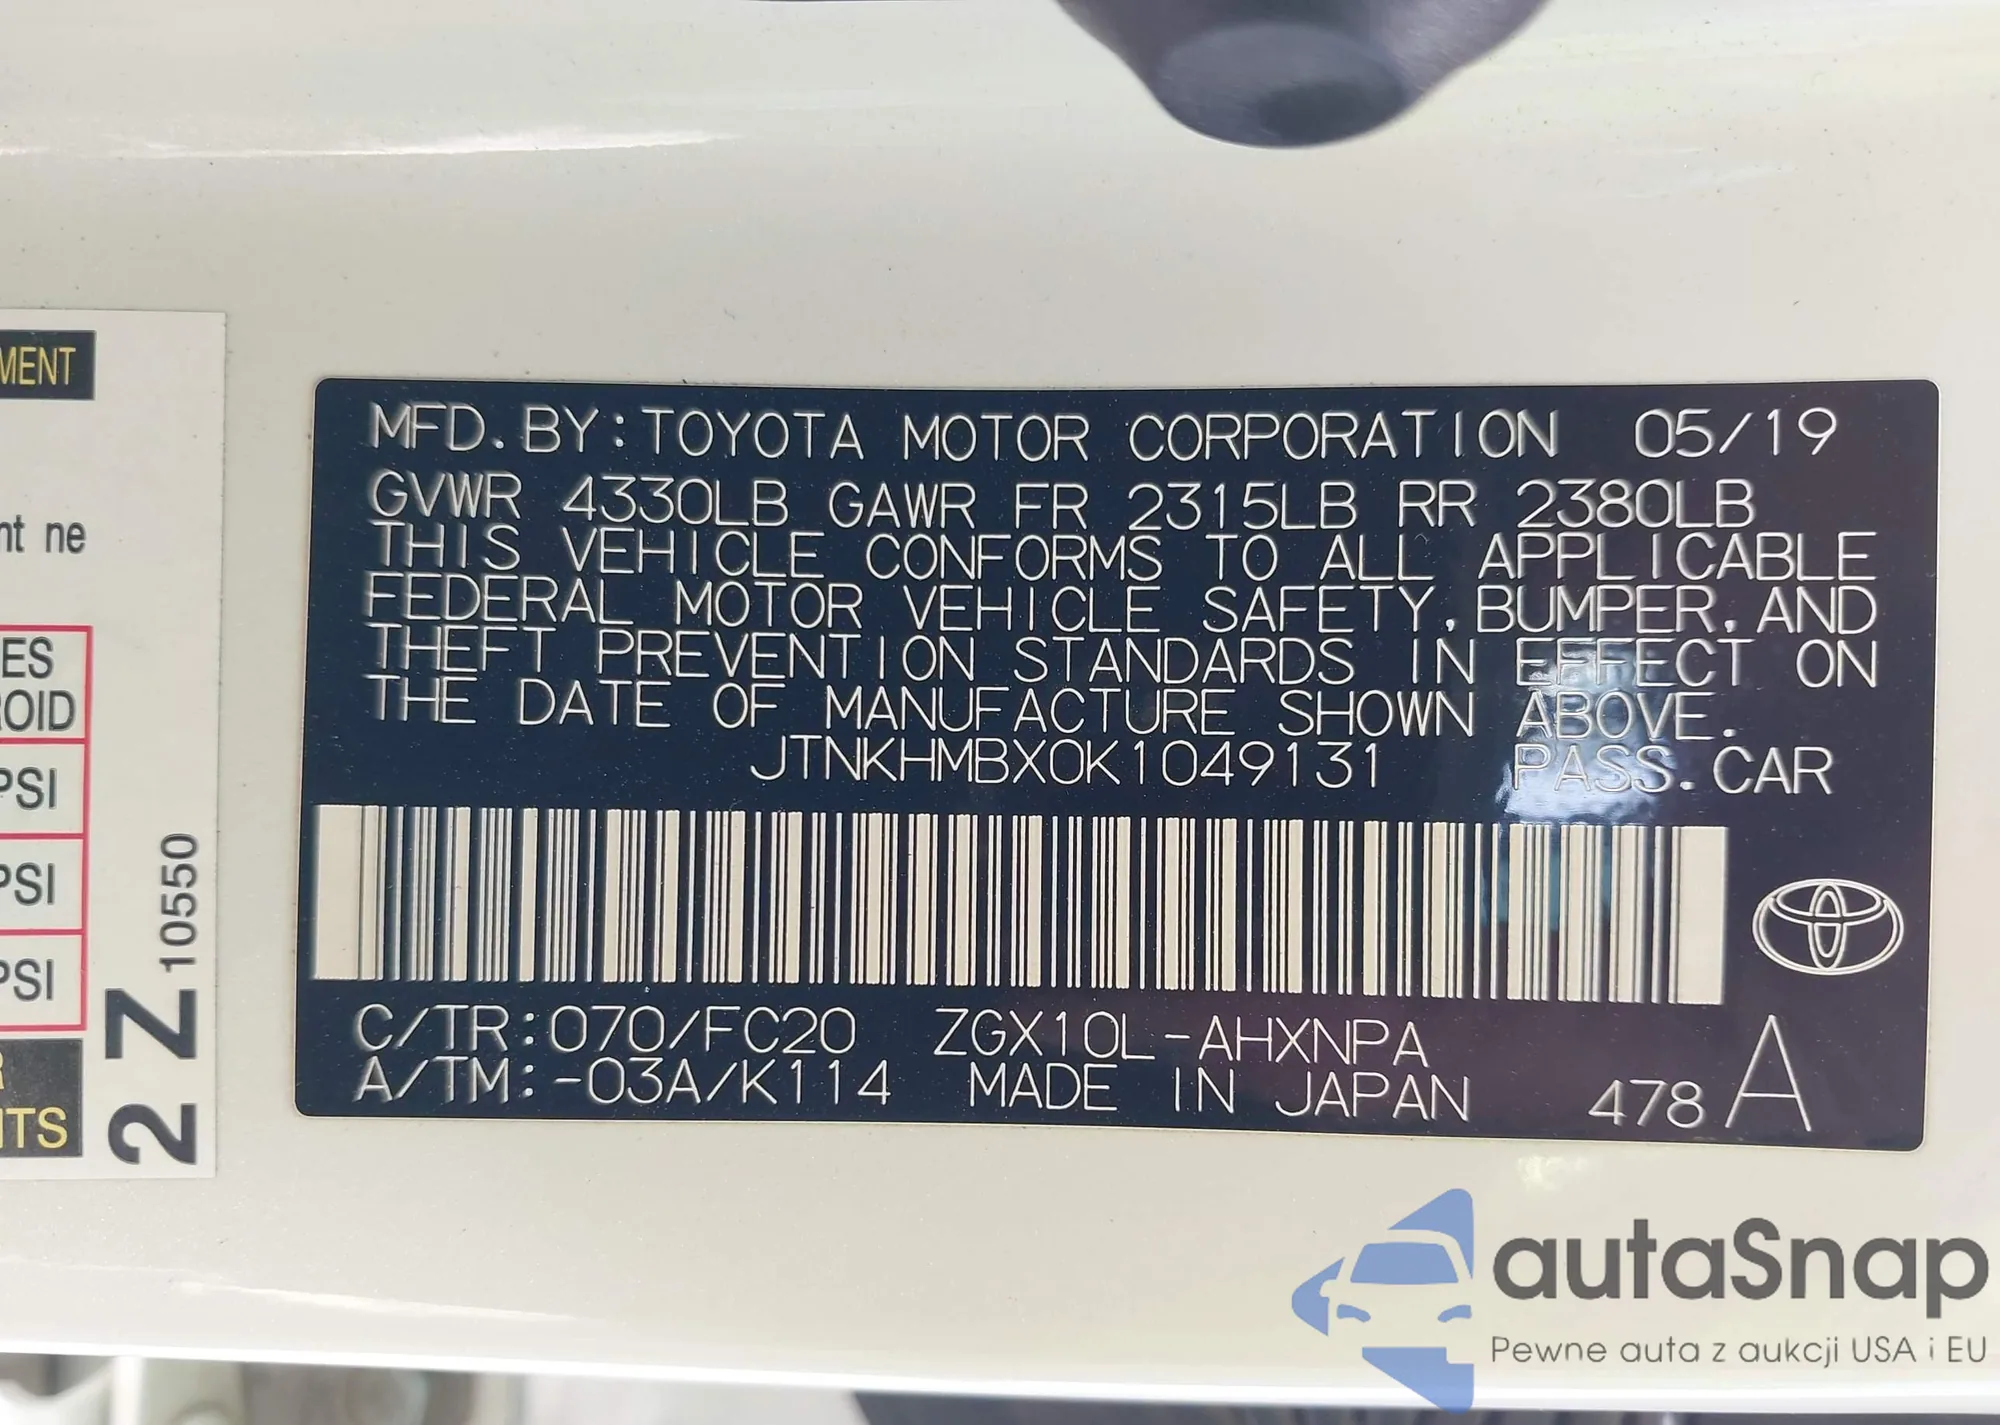 MENT
nt ne
ES
ROID
PSI
PSI
PSI
R
ITS
2 Z 10550
MFD. BY: TOYOTA MOTOR CORPORATION 05/19
GVWR 4330LB GAWR FR 2315LB RR 2380LB
THIS VEHICLE CONFORMS TO ALL APPLICABLE
FEDERAL MOTOR VEHICLE SAFETY, BUMPER, AND
THEFT PREVENTION STANDARDS IN EFFECT ON
THE DATE OF MANUFACTURE SHOWN ABOVE.
JTNKHMBX0K1049131 PASS. CAR
C/TR: 070/FC20 ZGX10L-AHXNPA
A/TM: -03A/K114 MADE IN JAPAN 478 A
autaSnap
Pewne auta z aukcji USA i EU